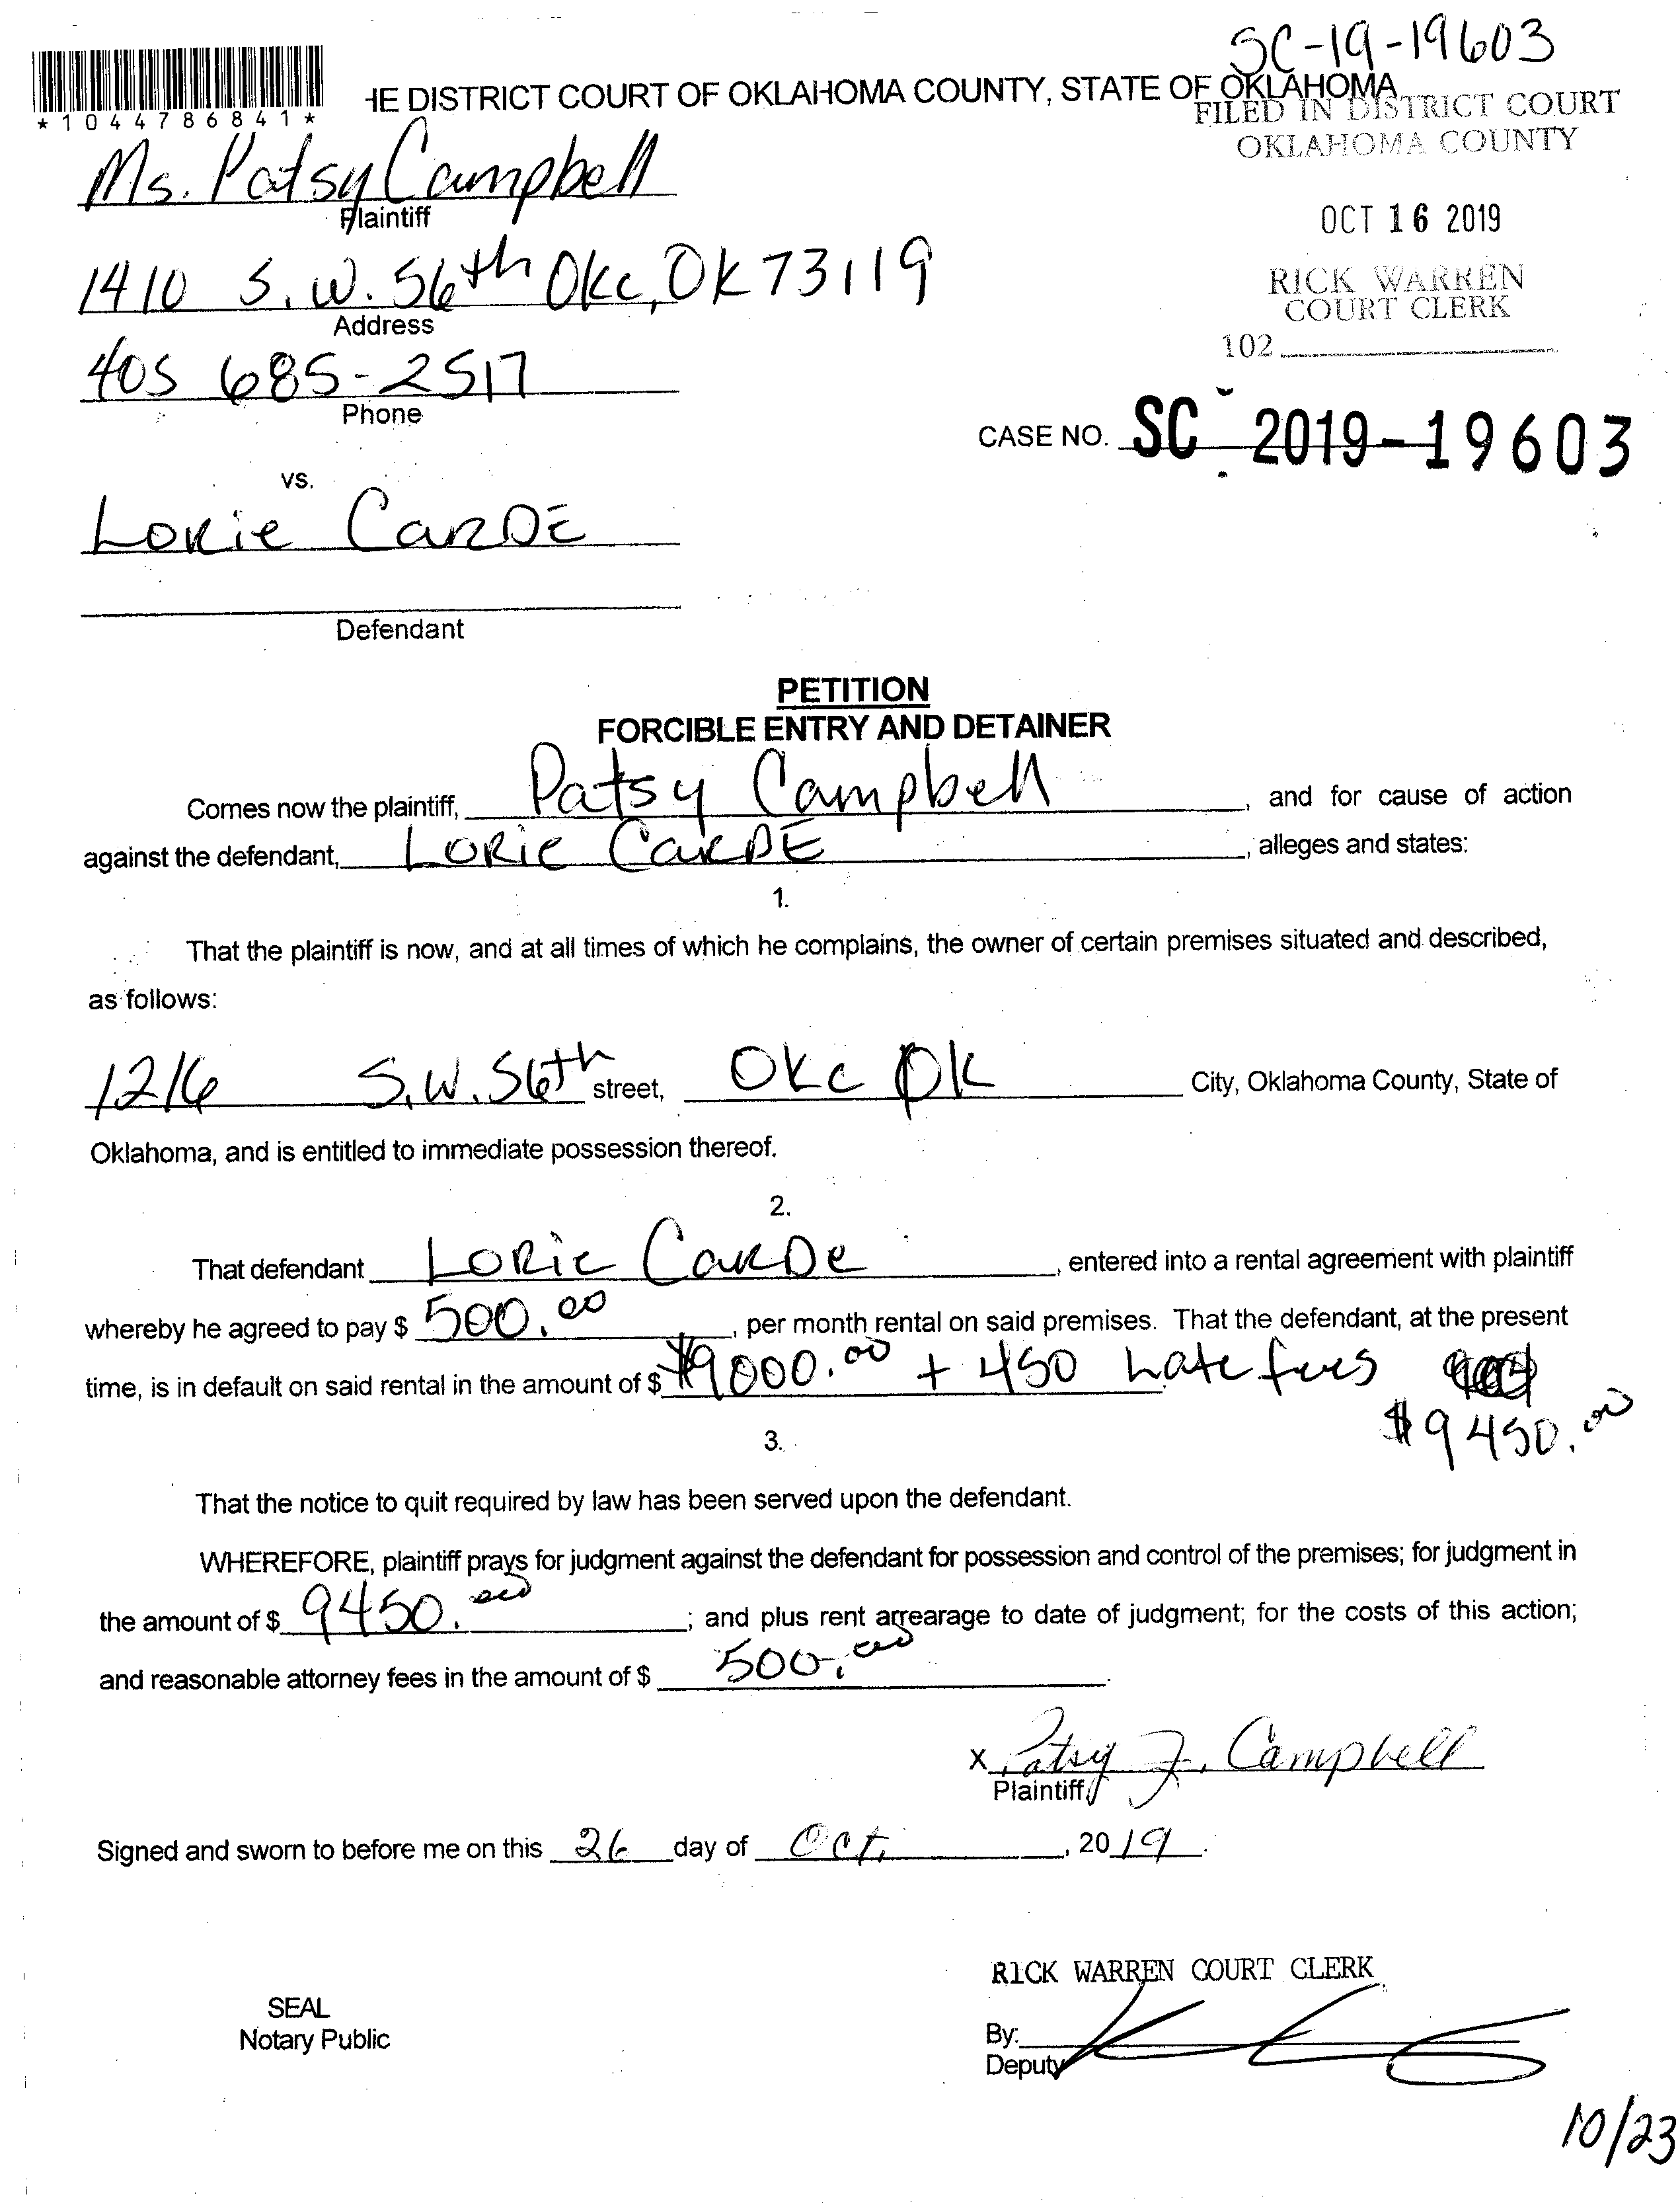 SC-19-19603
HE DISTRICT COURT OF OKLAHOMA COUNTY, STATE OF OKLAHOMA
*1044786841*
FILED IN DISTRICT COURT
OKLAHOMA COUNTY
Ms. Patsy Campbell
Plaintiff
OCT 16 2019
1410 S.W. 56th Okc, OK 73119
Address
RICK WARREN
COURT CLERK
102
405 685-2517
Phone
CASE NO. SC - 2019-19603
vs.
Lorie CarDE
Defendant
PETITION
FORCIBLE ENTRY AND DETAINER
Comes now the plaintiff, Patsy Campbell, and for cause of action
against the defendant, LORie CARDE, alleges and states:
1.
That the plaintiff is now, and at all times of which he complains, the owner of certain premises situated and described,
as follows:
1216 S.W. 56th street, OKC OK City, Oklahoma County, State of
Oklahoma, and is entitled to immediate possession thereof.
2.
That defendant LORie CARDe, entered into a rental agreement with plaintiff
whereby he agreed to pay $ 500.00, per month rental on said premises. That the defendant, at the present
time, is in default on said rental in the amount of $ $9000.00 + 450 Late fees
$9450.00
3.
That the notice to quit required by law has been served upon the defendant.
WHEREFORE, plaintiff prays for judgment against the defendant for possession and control of the premises; for judgment in
the amount of $ 9450.00; and plus rent arrearage to date of judgment; for the costs of this action;
and reasonable attorney fees in the amount of $ 500.00.
X Patsy J. Campbell
Plaintiff
Signed and sworn to before me on this 26 day of Oct., 2019.
RICK WARREN COURT CLERK
SEAL
Notary Public
By:
Deputy
10/23